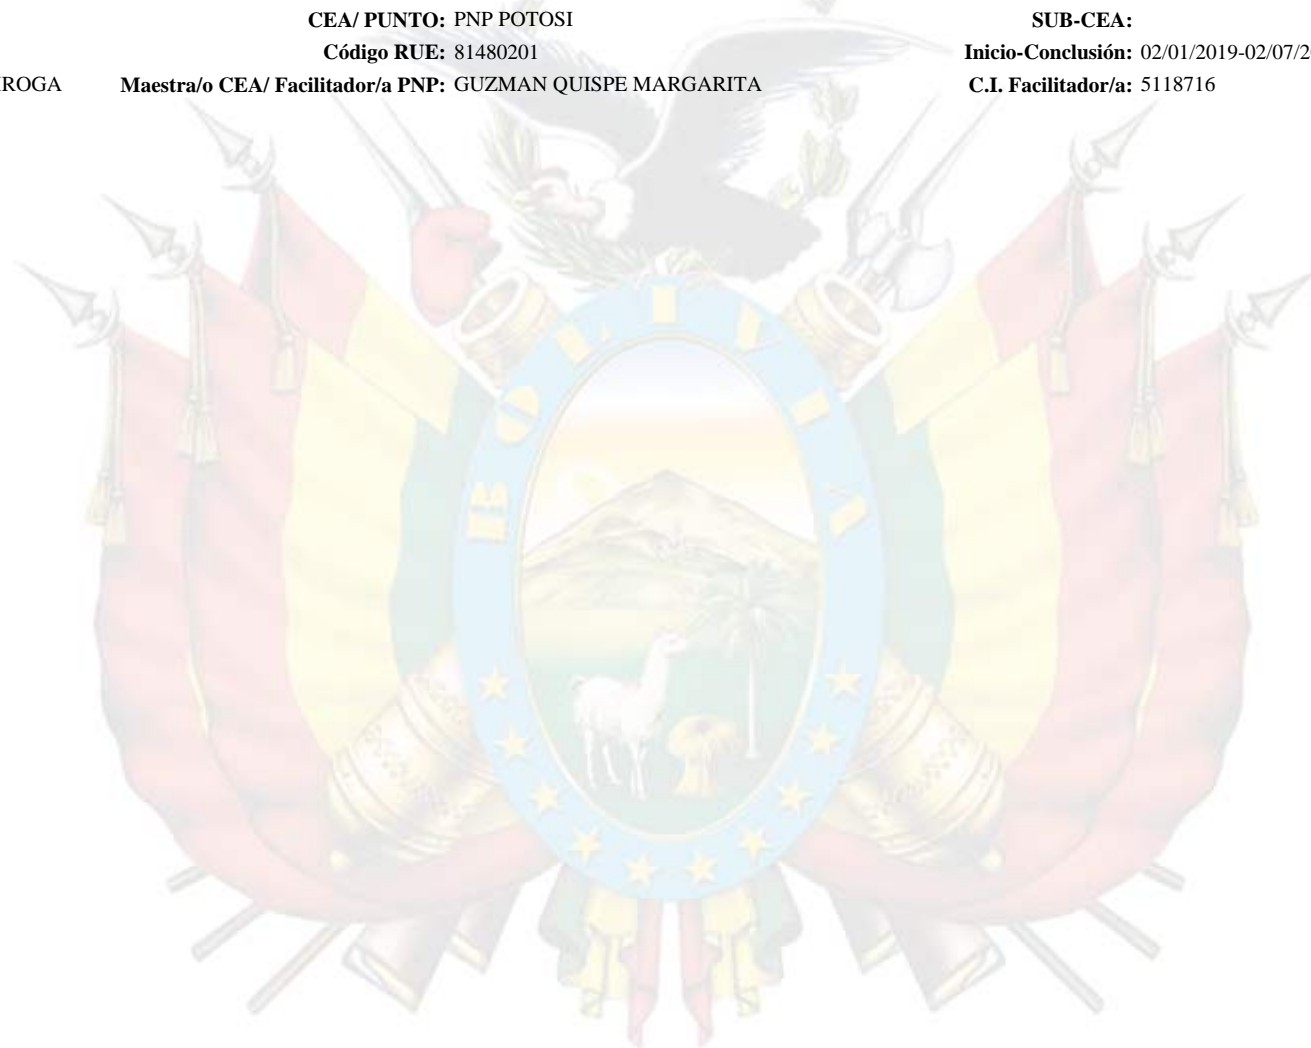 CEA/ PUNTO: PNP POTOSI SUB-CEA:
Código RUE: 81480201 Inicio-Conclusión: 02/01/2019-02/07/2
ROGA Maestra/o CEA/ Facilitador/a PNP: GUZMAN QUISPE MARGARITA C.I. Facilitador/a: 5118716
BOLIVIA